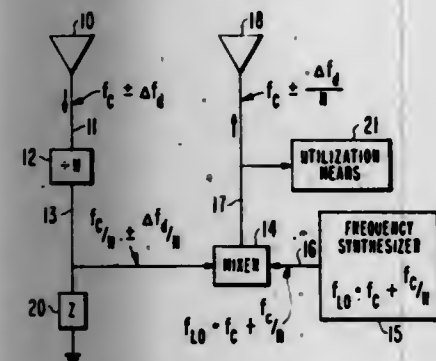 10
18
f_C ± Δf_d
11
f_C ± Δf_d/N
21
UTILIZATION MEANS
12
÷N
13
17
14
f_C/N ± Δf_d/N
MIXER
16
FREQUENCY
SYNTHESIZER
f_LO = f_C + f_C/N
15
20
Z
f_LO = f_C + f_C/N